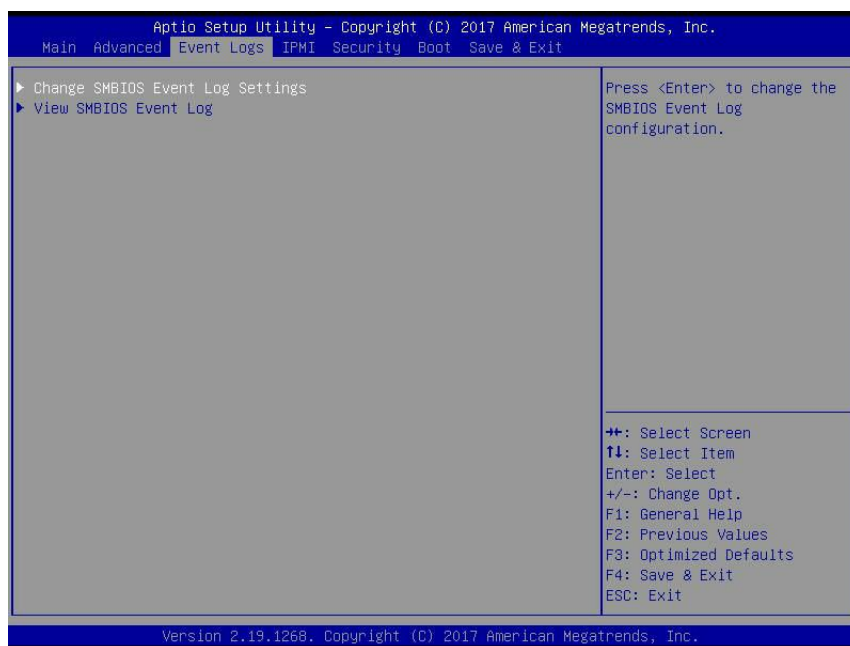 Aptio Setup Utility – Copyright (C) 2017 American Megatrends, Inc.
Main Advanced Event Logs IPMI Security Boot Save & Exit
▶ Change SMBIOS Event Log Settings
▶ View SMBIOS Event Log
Press <Enter> to change the
SMBIOS Event Log
configuration.
→←: Select Screen
↑↓: Select Item
Enter: Select
+/-: Change Opt.
F1: General Help
F2: Previous Values
F3: Optimized Defaults
F4: Save & Exit
ESC: Exit
Version 2.19.1268. Copyright (C) 2017 American Megatrends, Inc.